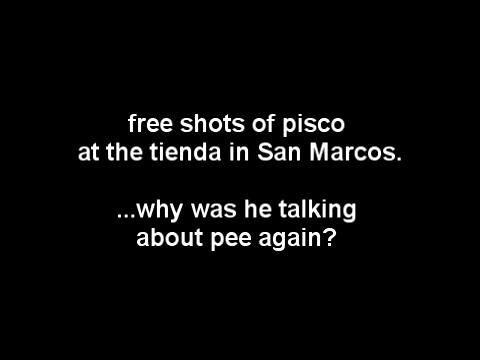 free shots of pisco
at the tienda in San Marcos.
...why was he talking
about pee again?